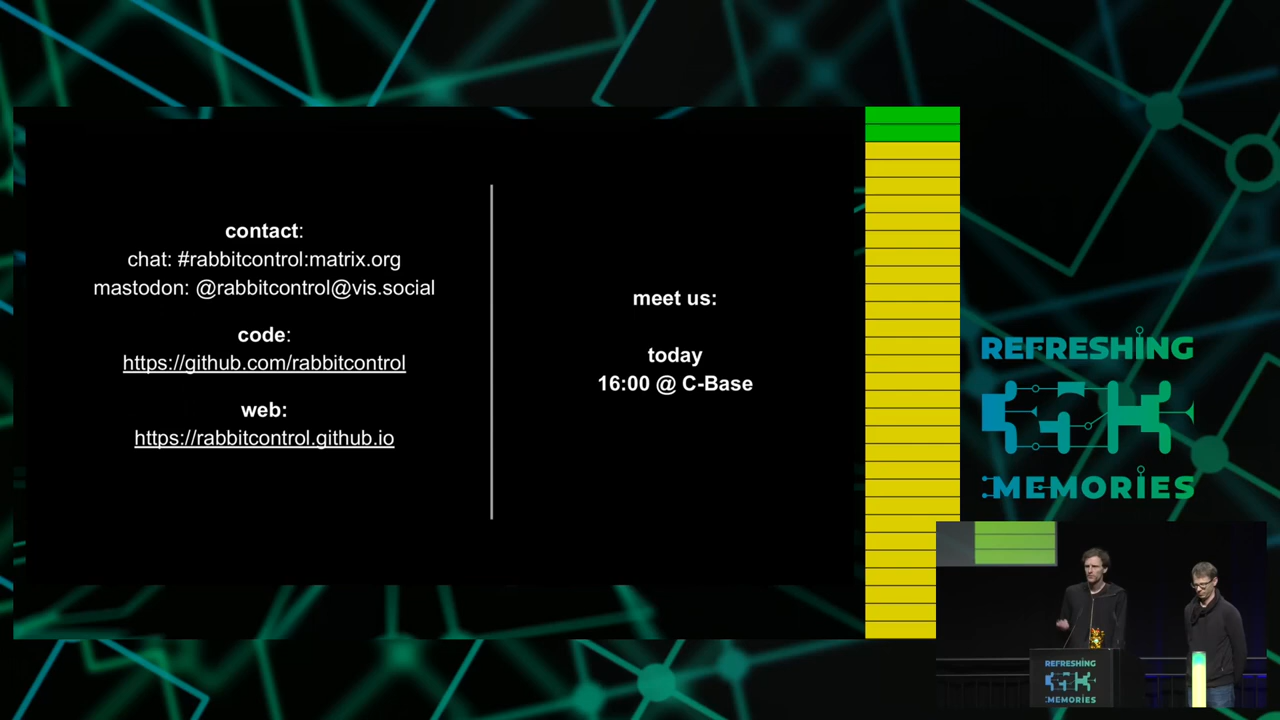 contact:
chat: #rabbitcontrol:matrix.org
mastodon: @rabbitcontrol@vis.social
code:
https://github.com/rabbitcontrol
web:
https://rabbitcontrol.github.io
meet us:
today
16:00 @ C-Base
REFRESHING
MEMORIES
REFRESHING
MEMORIES